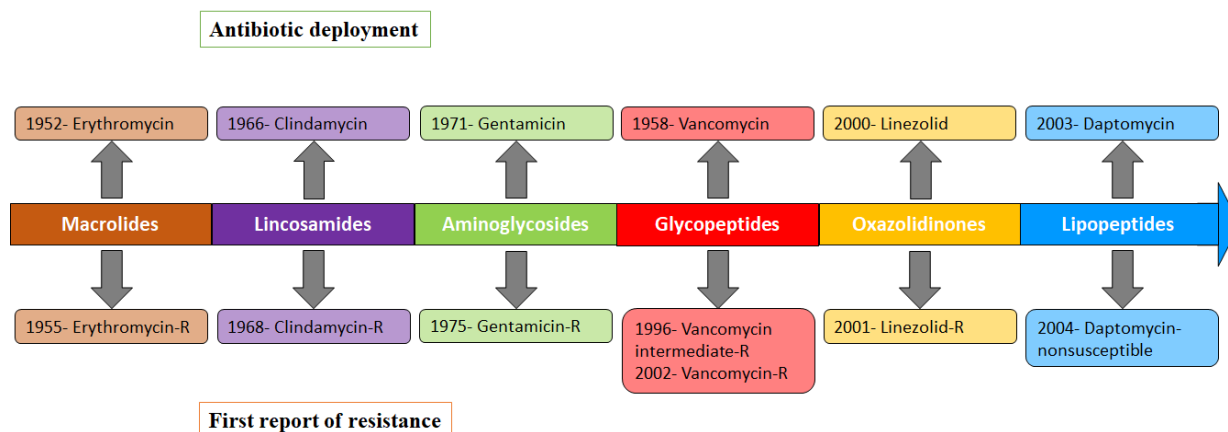 Antibiotic deployment
1952- Erythromycin
1966- Clindamycin
1971- Gentamicin
1958- Vancomycin
2000- Linezolid
2003- Daptomycin
Macrolides
Lincosamides
Aminoglycosides
Glycopeptides
Oxazolidinones
Lipopeptides
1955- Erythromycin-R
1968- Clindamycin-R
1975- Gentamicin-R
1996- Vancomycin
intermediate-R
2002- Vancomycin-R
2001- Linezolid-R
2004- Daptomycin-
nonsusceptible
First report of resistance